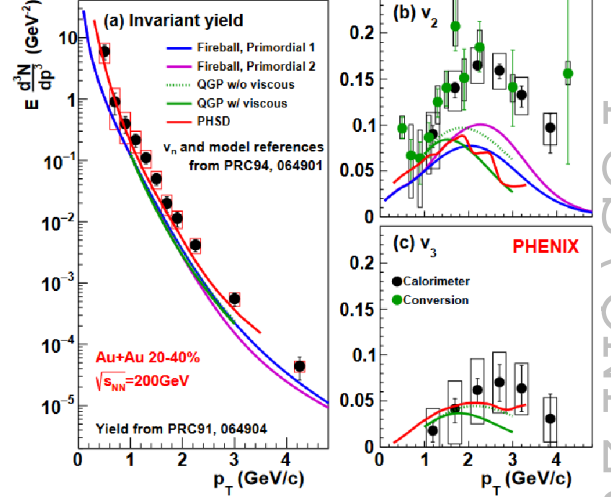 (a) Invariant yield
Fireball, Primordial 1
Fireball, Primordial 2
QGP w/o viscous
QGP w/ viscous
PHSD
v_n and model references
from PRC94, 064901
Au+Au 20-40%
√s_NN=200GeV
Yield from PRC91, 064904
E d³N/dp³ (GeV⁻²)
10
1
10⁻¹
10⁻²
10⁻³
10⁻⁴
10⁻⁵
0 1 2 3 4
p_T (GeV/c)
(b) v₂
0.2
0.15
0.1
0.05
0
(c) v₃
PHENIX
Calorimeter
Conversion
0.2
0.15
0.1
0.05
0
0 1 2 3 4
p_T (GeV/c)